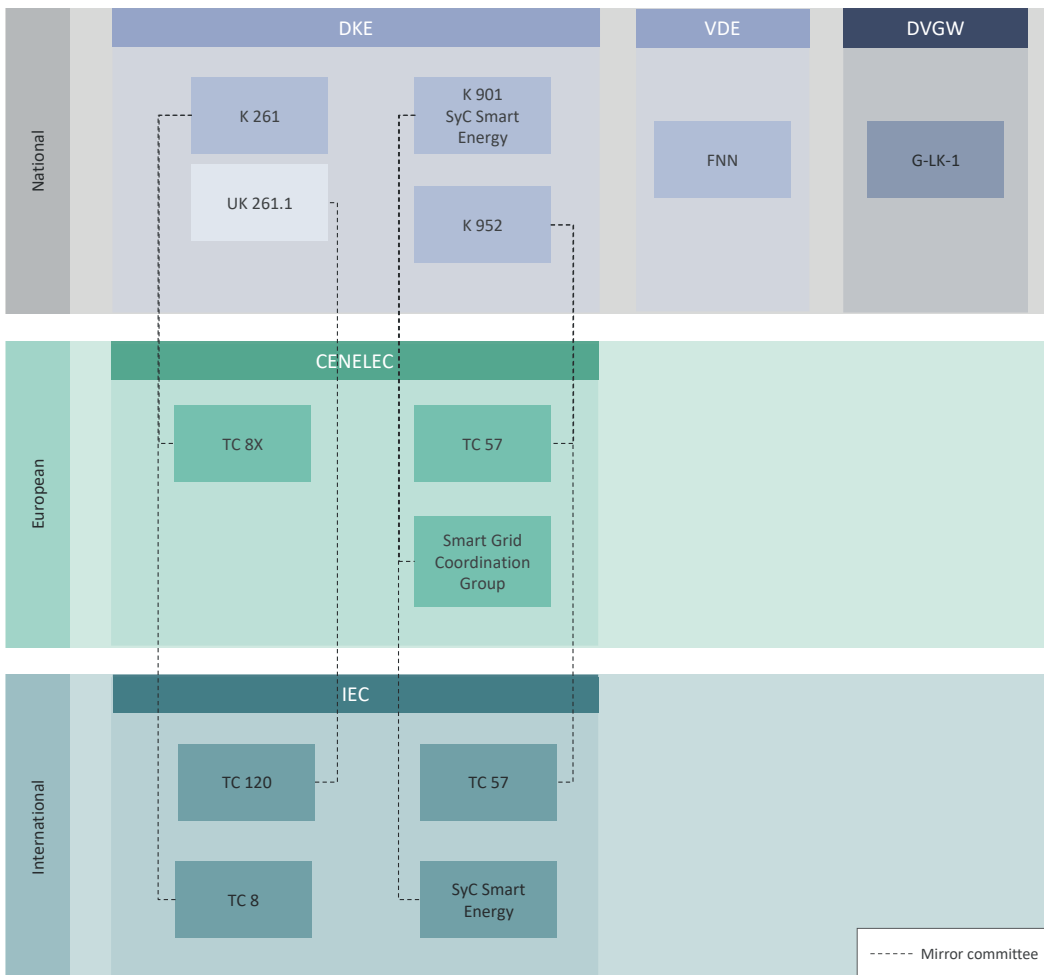 DKE
VDE
DVGW
National
K 261
K 901
SyC Smart
Energy
FNN
G-LK-1
UK 261.1
K 952
European
CENELEC
TC 8X
TC 57
Smart Grid
Coordination
Group
International
IEC
TC 120
TC 57
TC 8
SyC Smart
Energy
Mirror committee